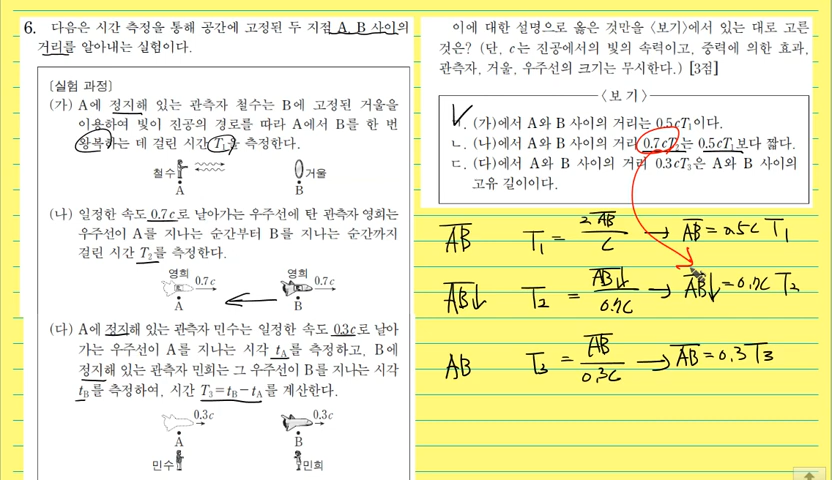 6. 다음은 시간 측정을 통해 공간에 고정된 두 지점 A, B 사이의
거리를 알아내는 실험이다.
[실험 과정]
(가) A에 정지해 있는 관측자 철수는 B에 고정된 거울을
이용하여 빛이 진공의 경로를 따라 A에서 B를 한 번
왕복하는 데 걸린 시간 T₁을 측정한다.
철수
거울
A
B
(나) 일정한 속도 0.7c로 날아가는 우주선에 탄 관측자 영희는
우주선이 A를 지나는 순간부터 B를 지나는 순간까지
걸린 시간 T₂를 측정한다.
영희
0.7c
영희
0.7c
A
B
(다) A에 정지해 있는 관측자 민수는 일정한 속도 0.3c로 날아
가는 우주선이 A를 지나는 시각 tA를 측정하고, B에
정지해 있는 관측자 민희는 그 우주선이 B를 지나는 시각
tB를 측정하여, 시간 T₃=tB-tA를 계산한다.
0.3c
0.3c
A
B
민수
민희
이에 대한 설명으로 옳은 것만을 <보기>에서 있는 대로 고른
것은? (단, c는 진공에서의 빛의 속력이고, 중력에 의한 효과,
관측자, 거울, 우주선의 크기는 무시한다.) [3점]
<보 기>
ㄱ. (가)에서 A와 B 사이의 거리는 0.5cT₁이다.
ㄴ. (나)에서 A와 B 사이의 거리 0.7cT₂는 0.5cT₁보다 짧다.
ㄷ. (다)에서 A와 B 사이의 거리 0.3cT₃은 A와 B 사이의
고유 길이이다.
AB T₁ = 2AB/c → AB = 0.5c T₁
AB↓ T₂ = AB↓/0.7c → AB↓ = 0.7c T₂
AB T₃ = AB/0.3c → AB = 0.3 T₃